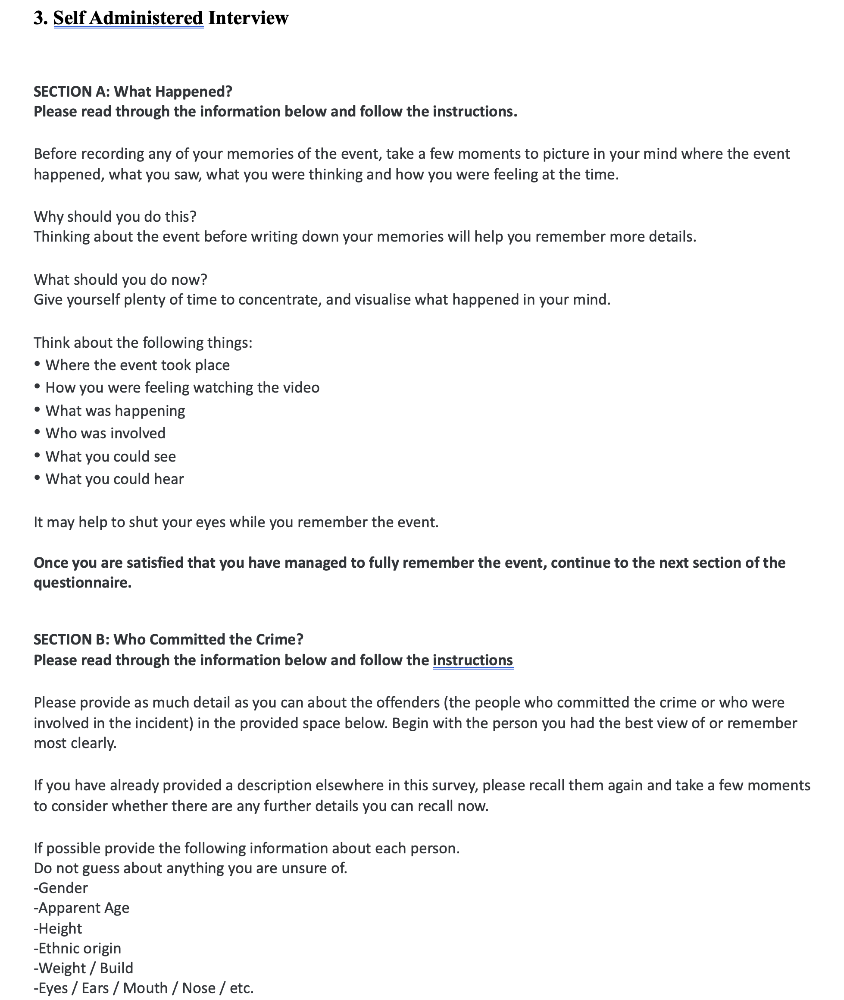 3. Self Administered Interview
SECTION A: What Happened?
Please read through the information below and follow the instructions.
Before recording any of your memories of the event, take a few moments to picture in your mind where the event
happened, what you saw, what you were thinking and how you were feeling at the time.
Why should you do this?
Thinking about the event before writing down your memories will help you remember more details.
What should you do now?
Give yourself plenty of time to concentrate, and visualise what happened in your mind.
Think about the following things:
• Where the event took place
• How you were feeling watching the video
• What was happening
• Who was involved
• What you could see
• What you could hear
It may help to shut your eyes while you remember the event.
Once you are satisfied that you have managed to fully remember the event, continue to the next section of the
questionnaire.
SECTION B: Who Committed the Crime?
Please read through the information below and follow the instructions
Please provide as much detail as you can about the offenders (the people who committed the crime or who were
involved in the incident) in the provided space below. Begin with the person you had the best view of or remember
most clearly.
If you have already provided a description elsewhere in this survey, please recall them again and take a few moments
to consider whether there are any further details you can recall now.
If possible provide the following information about each person.
Do not guess about anything you are unsure of.
-Gender
-Apparent Age
-Height
-Ethnic origin
-Weight / Build
-Eyes / Ears / Mouth / Nose / etc.